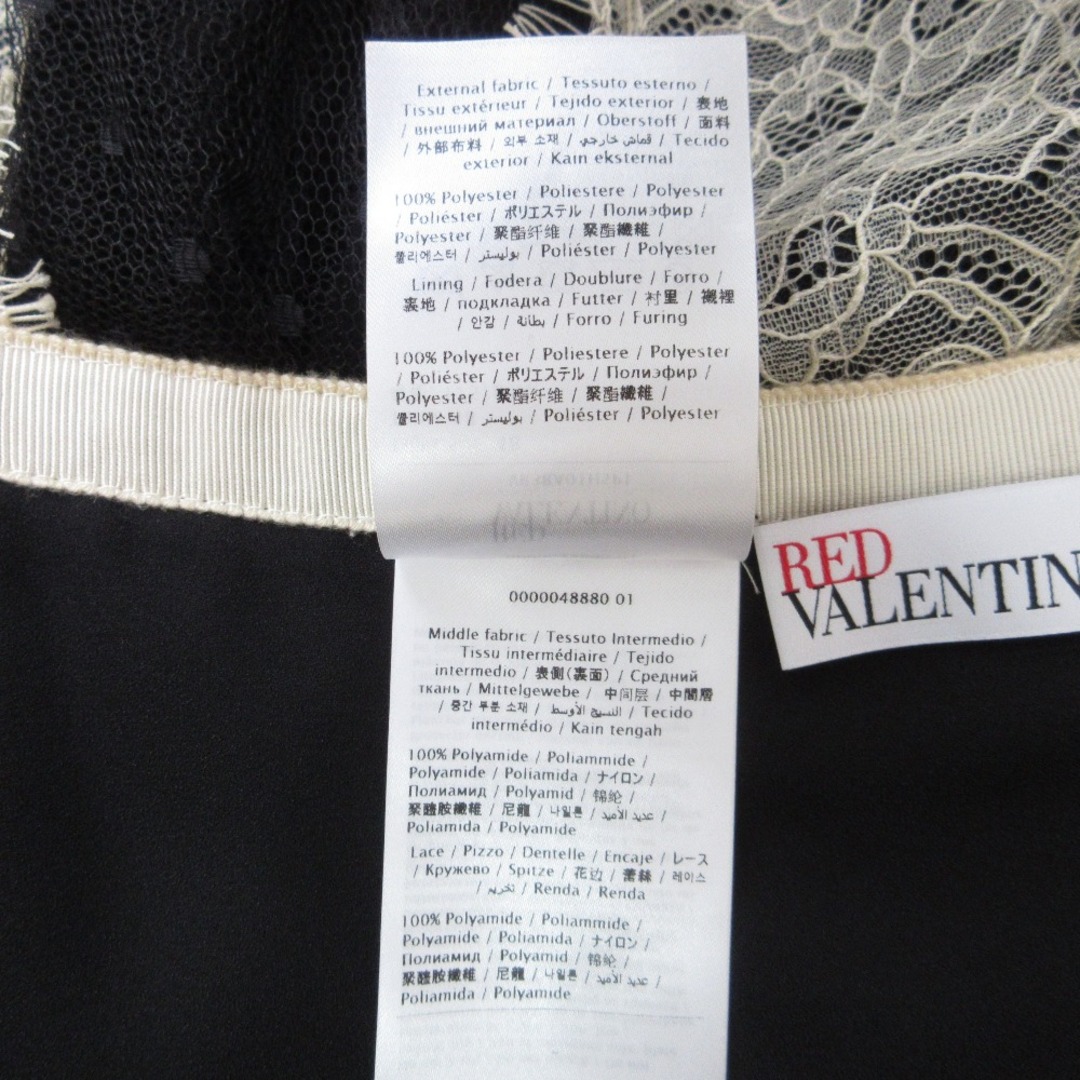 External fabric / Tessuto esterno /
Tissu extérieur / Tejido exterior / 表地
/ внешний материал / Oberstoff / 面料
/ 外部布料 / 외부 소재 / قماش خارجي / Tecido
exterior / Kain eksternal
100% Polyester / Poliestere / Polyester
/ Poliéster / ポリエステル / Полиэфир /
Polyester / 聚酯纤维 / 聚酯纖維 /
폴리에스터 / بوليستر / Poliéster / Polyester
Lining / Fodera / Doublure / Forro /
裏地 / подкладка / Futter / 衬里 / 襯裡
/ 안감 / بطانة / Forro / Furing
100% Polyester / Poliestere / Polyester
/ Poliéster / ポリエステル / Полиэфир /
Polyester / 聚酯纤维 / 聚酯纖維 /
폴리에스터 / بوليستر / Poliéster / Polyester
RED
VALENTIN
0000048880 01
Middle fabric / Tessuto Intermedio /
Tissu intermédiaire / Tejido
intermedio / 表側(裏面) / Средний
ткань / Mittelgewebe / 中间层 / 中間層
/ 중간 부분 소재 / النسيج الأوسط / Tecido
intermédio / Kain tengah
100% Polyamide / Poliammide /
Polyamide / Poliamida / ナイロン /
Полиамид / Polyamid / 锦纶 /
聚醯胺纖維 / 尼龍 / 나일론 / عديد الأميد /
Poliamida / Polyamide
Lace / Pizzo / Dentelle / Encaje / レース
/ Кружево / Spitze / 花边 / 蕾絲 / 레이스
/ تخريم / Renda / Renda
100% Polyamide / Poliammide /
Polyamide / Poliamida / ナイロン /
Полиамид / Polyamid / 锦纶 /
聚醯胺纖維 / 尼龍 / 나일론 / عديد الأميد /
Poliamida / Polyamide